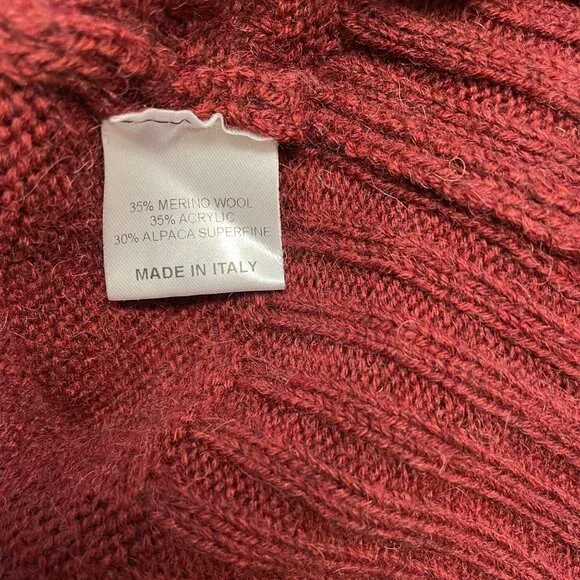 35% MERINO WOOL
35% ACRYLIC
30% ALPACA SUPERFINE
MADE IN ITALY